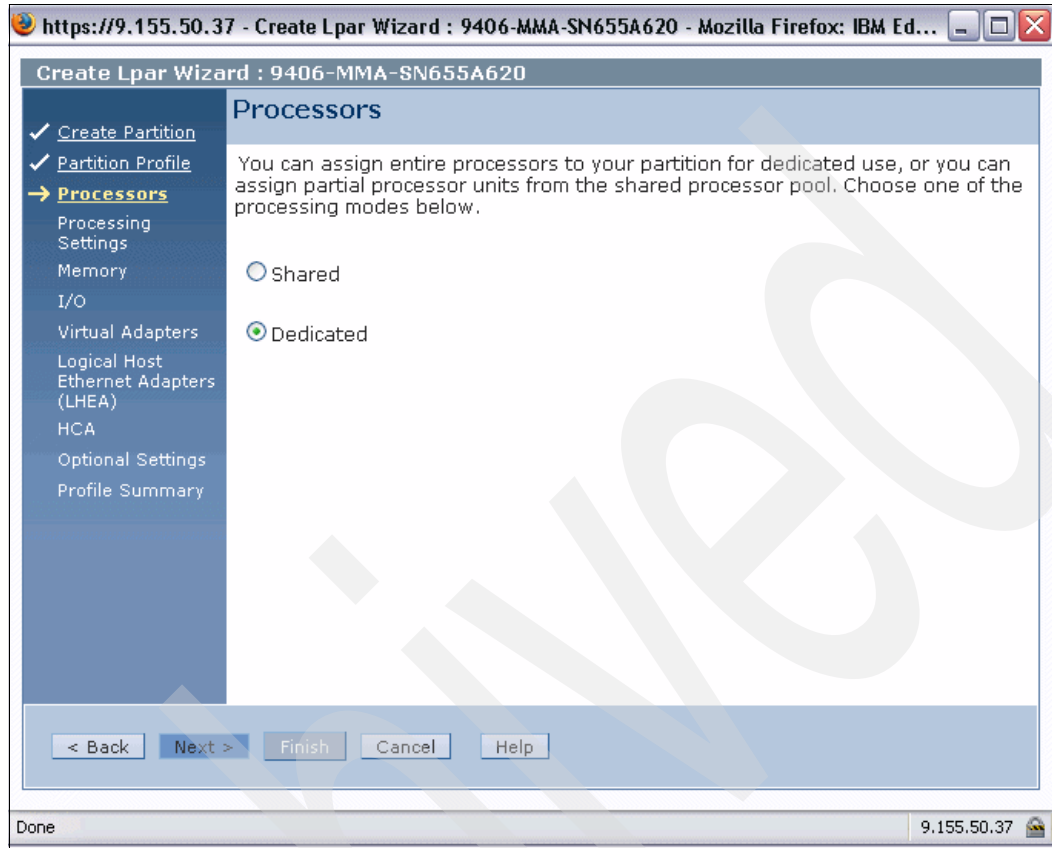 https://9.155.50.37 - Create Lpar Wizard : 9406-MMA-SN655A620 - Mozilla Firefox: IBM Ed...
Create Lpar Wizard : 9406-MMA-SN655A620
Create Partition
Partition Profile
Processors
Processing
Settings
Memory
I/O
Virtual Adapters
Logical Host
Ethernet Adapters
(LHEA)
HCA
Optional Settings
Profile Summary
Processors
You can assign entire processors to your partition for dedicated use, or you can
assign partial processor units from the shared processor pool. Choose one of the
processing modes below.
Shared
Dedicated
< Back
Next >
Finish
Cancel
Help
Done
9.155.50.37
hived